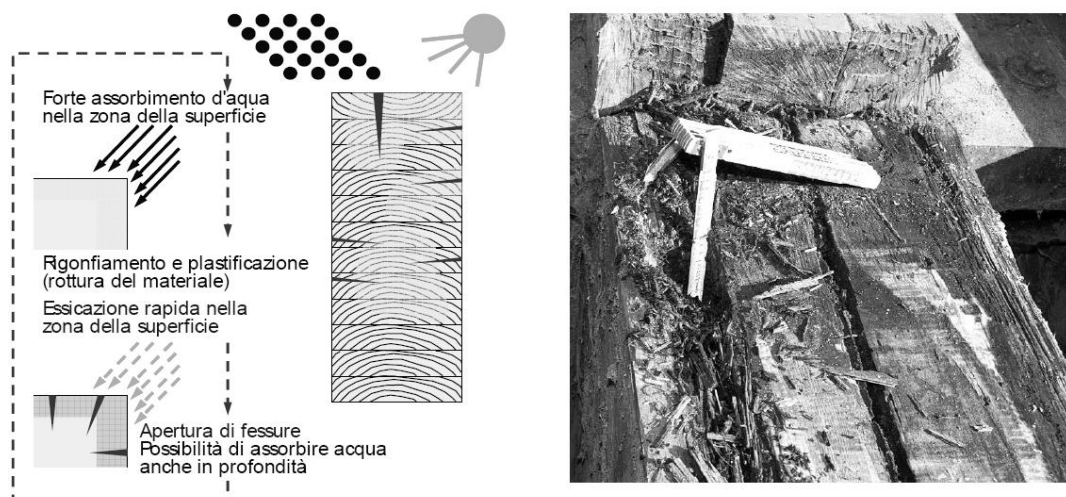 Forte assorbimento d'aqua
nella zona della superficie
Rigonfiamento e plastificazione
(rottura del materiale)
Essicazione rapida nella
zona della superficie
Apertura di fessure
Possibilità di assorbire acqua
anche in profondità